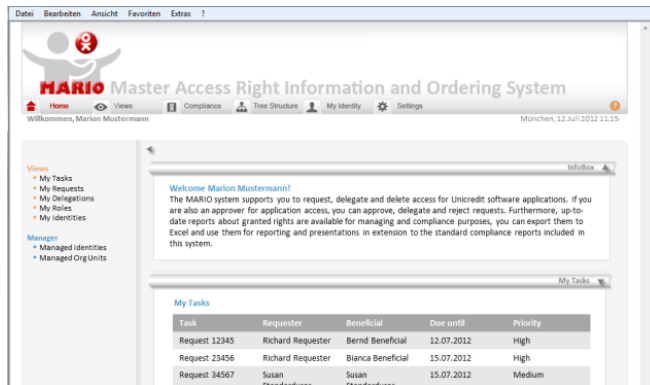 Datei Bearbeiten Ansicht Favoriten Extras ?
MARIO Master Access Right Information and Ordering System
Home Views Compliance Tree Structure My Identity Settings ?
Willkommen, Marion Mustermann München, 12.Juli 2012 11:15
InfoBox
Views
My Tasks
My Requests
My Delegations
My Roles
My Identities
Manager
Managed Identities
Managed Org Units
Welcome Marion Mustermann!
The MARIO system supports you to request, delegate and delete access for Unicredit software applications. If you
are also an approver for application access, you can approve, delegate and reject requests. Furthermore, up-to-
date reports about granted rights are available for managing and compliance purposes, you can export them to
Excel and use them for reporting and presentations in extension to the standard compliance reports included in
this system.
My Tasks
My Tasks
Task Requester Beneficial Due until Priority
Request 12345 Richard Requester Bernd Beneficial 12.07.2012 High
Request 23456 Richard Requester Bianca Beneficial 15.07.2012 High
Request 34567 Susan Susan 15.07.2012 Medium